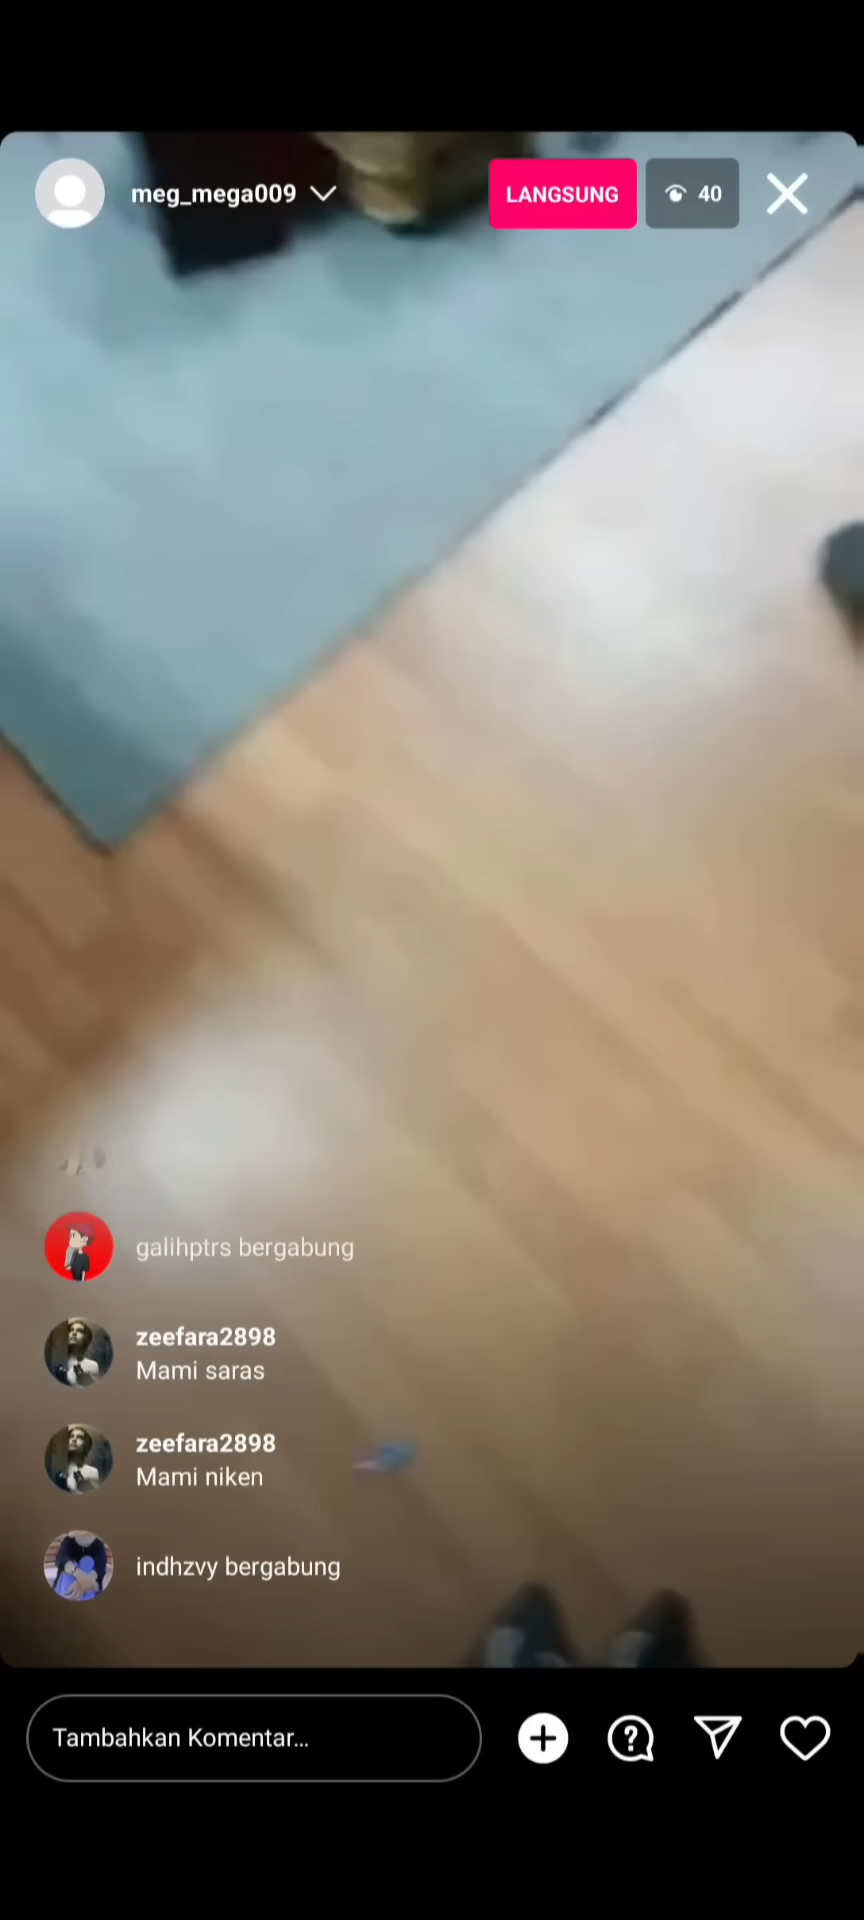 meg_mega009
LANGSUNG
40
galihptrs bergabung
zeefara2898
Mami saras
zeefara2898
Mami niken
indhzvy bergabung
Tambahkan Komentar...